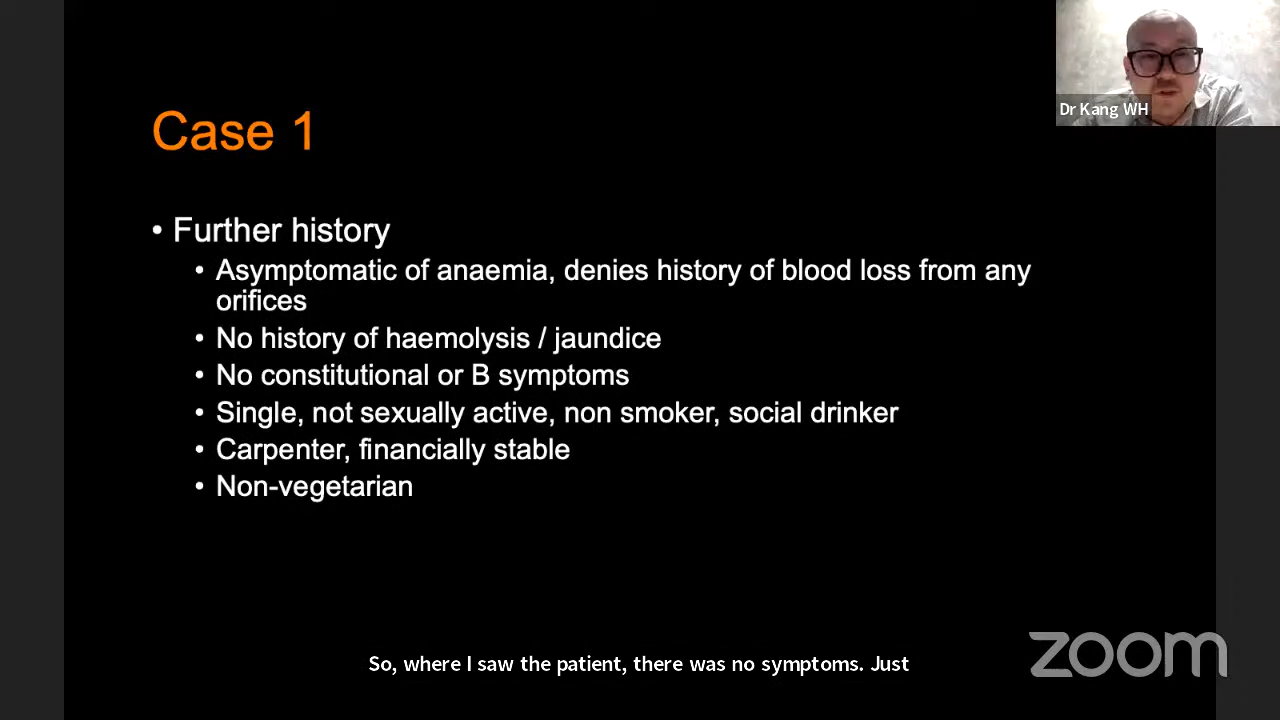 Dr Kang WH
Case 1
• Further history
• Asymptomatic of anaemia, denies history of blood loss from any
orifices
• No history of haemolysis / jaundice
• No constitutional or B symptoms
• Single, not sexually active, non smoker, social drinker
• Carpenter, financially stable
• Non-vegetarian
So, where I saw the patient, there was no symptoms. Just
zoom